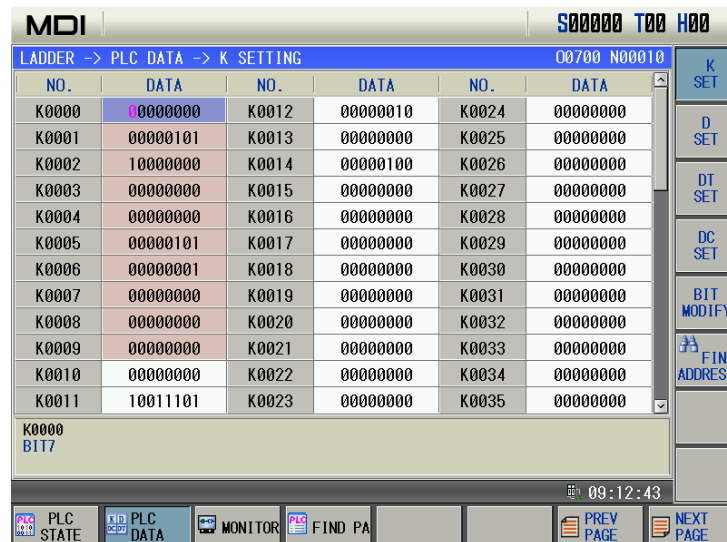 MDI S00000 T00 H00
LADDER -> PLC DATA -> K SETTING O0700 N00010
NO. DATA NO. DATA NO. DATA
K0000 00000000 K0012 00000010 K0024 00000000
K0001 00000101 K0013 00000000 K0025 00000000
K0002 10000000 K0014 00000100 K0026 00000000
K0003 00000000 K0015 00000000 K0027 00000000
K0004 00000000 K0016 00000000 K0028 00000000
K0005 00000101 K0017 00000000 K0029 00000000
K0006 00000001 K0018 00000000 K0030 00000000
K0007 00000000 K0019 00000000 K0031 00000000
K0008 00000000 K0020 00000000 K0032 00000000
K0009 00000000 K0021 00000000 K0033 00000000
K0010 00000000 K0022 00000000 K0034 00000000
K0011 10011101 K0023 00000000 K0035 00000000
K0000
BIT7
09:12:43
K
SET
D
SET
DT
SET
DC
SET
BIT
MODIFY
FIN
ADDRES
PLC
STATE
PLC
DATA
MONITOR
FIND PA
PREV
PAGE
NEXT
PAGE